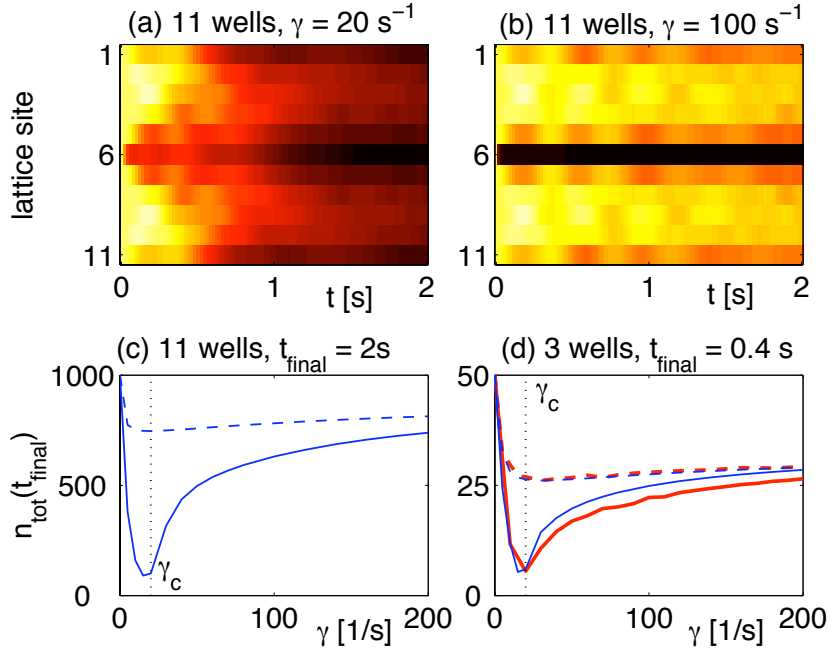 (a) 11 wells, γ = 20 s⁻¹
(b) 11 wells, γ = 100 s⁻¹
lattice site
1
6
11
0
t [s]
2
1
6
11
0
t [s]
2
(c) 11 wells, t_final = 2s
(d) 3 wells, t_final = 0.4 s
n_tot(t_final)
1000
500
0
γ_c
0
100
200
γ [1/s]
50
25
0
γ_c
0
100
200
γ [1/s]